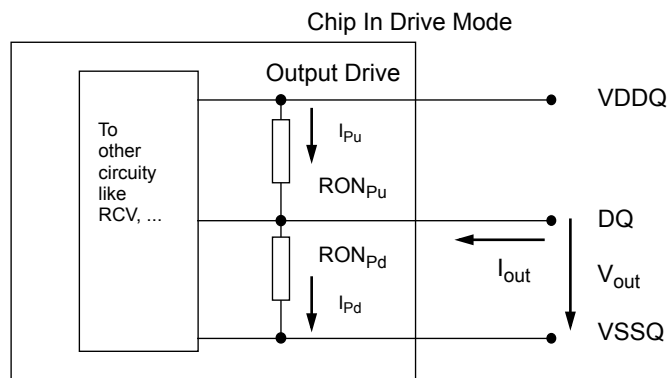 Chip In Drive Mode
Output Drive
To
other
circuity
like
RCV, ...
IPu
RONPu
RONPd
IPd
VDDQ
DQ
Iout
Vout
VSSQ